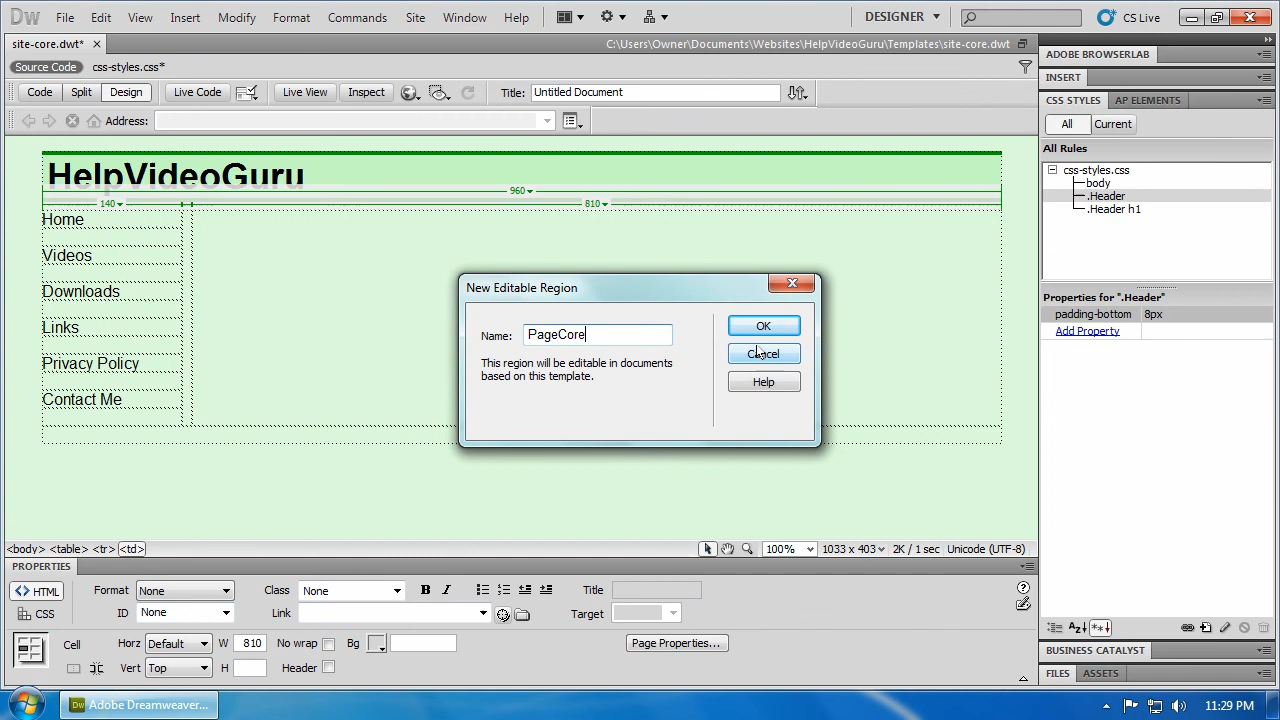 Dw File Edit View Insert Modify Format Commands Site Window Help DESIGNER CS Live
site-core.dwt* C:\Users\Owner\Documents\Websites\HelpVideoGuru\Templates\site-core.dwt
Source Code css-styles.css*
Code Split Design Live Code Live View Inspect Title: Untitled Document
Address:
HelpVideoGuru
960
140 810
Home
Videos
Downloads
Links
Privacy Policy
Contact Me
New Editable Region
Name: PageCore
This region will be editable in documents
based on this template.
OK
Cancel
Help
<body> <table> <tr> <td> 100% 1033 x 403 2K / 1 sec Unicode (UTF-8)
PROPERTIES
<> HTML Format None Class None B I Title
CSS ID None Link Target
Cell Horz Default W 810 No wrap Bg Page Properties...
Vert Top H Header
ADOBE BROWSERLAB
INSERT
CSS STYLES AP ELEMENTS
All Current
All Rules
css-styles.css
body
.Header
.Header h1
Properties for ".Header"
padding-bottom 8px
Add Property
BUSINESS CATALYST
FILES ASSETS
Dw Adobe Dreamweaver... 11:29 PM